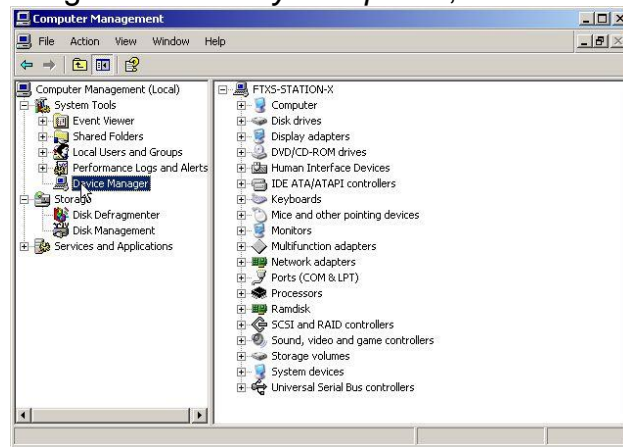 Computer Management
File Action View Window Help
Computer Management (Local)
System Tools
Event Viewer
Shared Folders
Local Users and Groups
Performance Logs and Alerts
Device Manager
Storage
Disk Defragmenter
Disk Management
Services and Applications
FTXS-STATION-X
Computer
Disk drives
Display adapters
DVD/CD-ROM drives
Human Interface Devices
IDE ATA/ATAPI controllers
Keyboards
Mice and other pointing devices
Monitors
Multifunction adapters
Network adapters
Ports (COM & LPT)
Processors
Ramdisk
SCSI and RAID controllers
Sound, video and game controllers
Storage volumes
System devices
Universal Serial Bus controllers